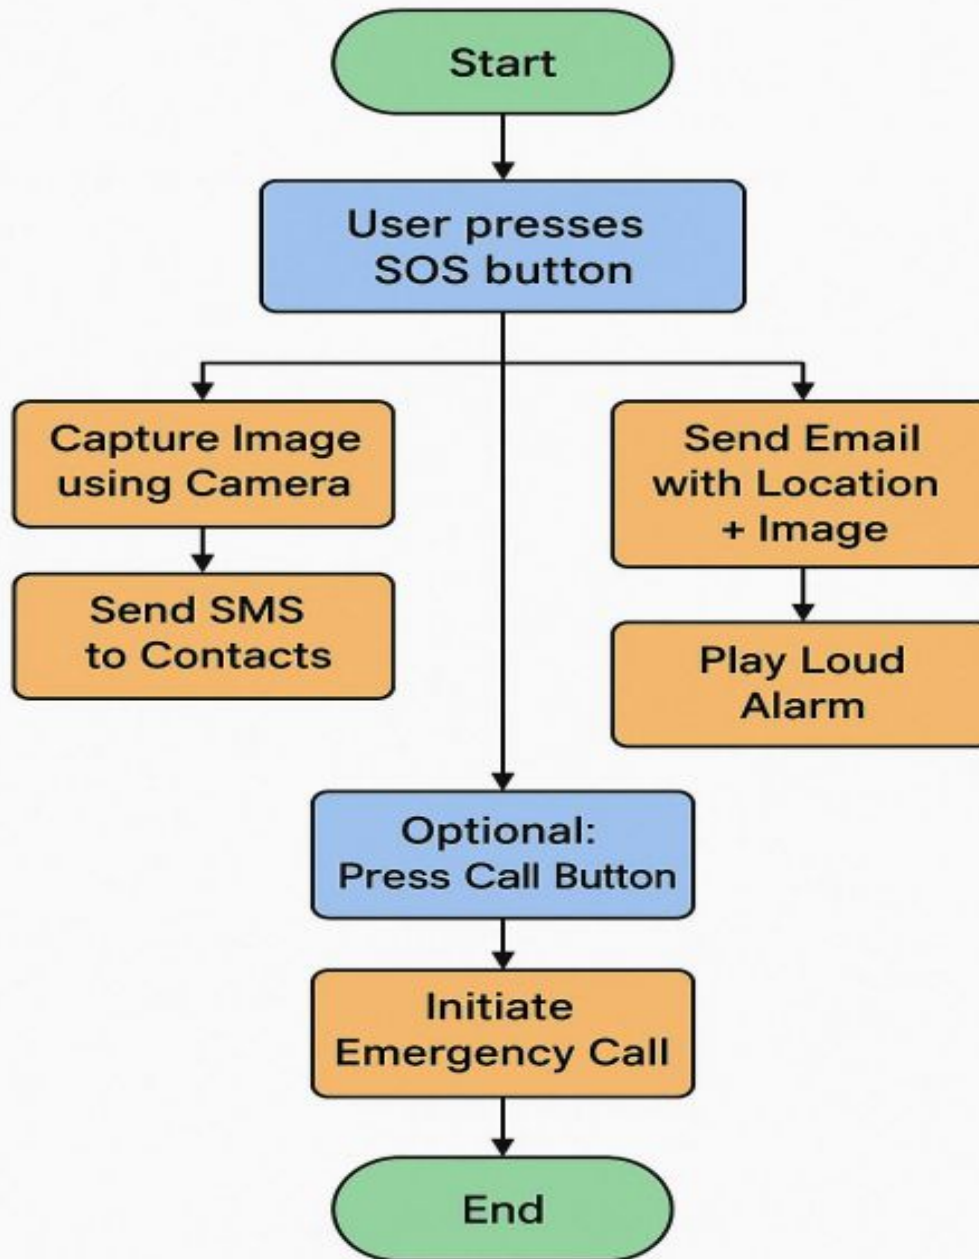 Start
User presses
SOS button
Capture Image
using Camera
Send SMS
to Contacts
Send Email
with Location
+ Image
Play Loud
Alarm
Optional:
Press Call Button
Initiate
Emergency Call
End